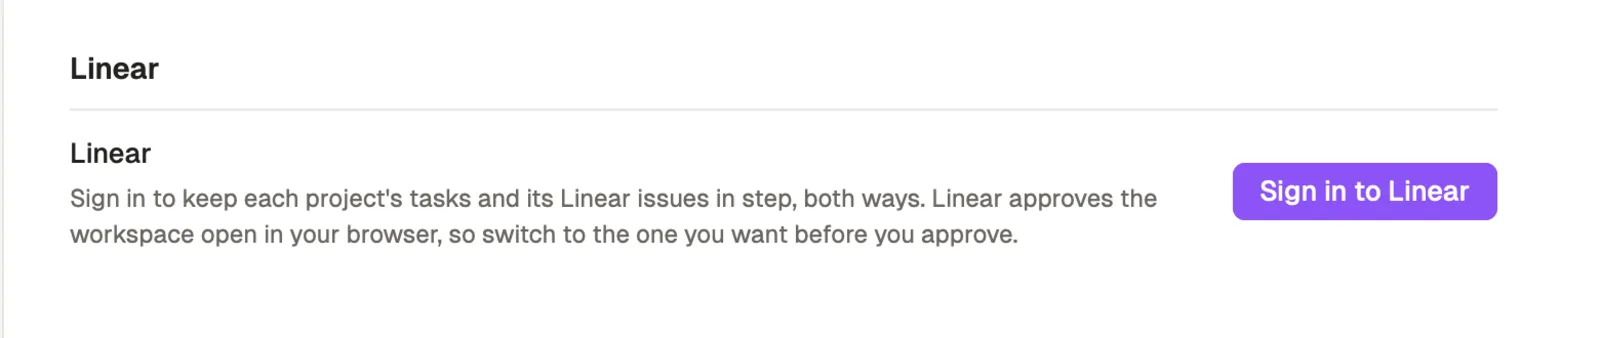 Linear
Linear
Sign in to keep each project's tasks and its Linear issues in step, both ways. Linear approves the
workspace open in your browser, so switch to the one you want before you approve.
Sign in to Linear